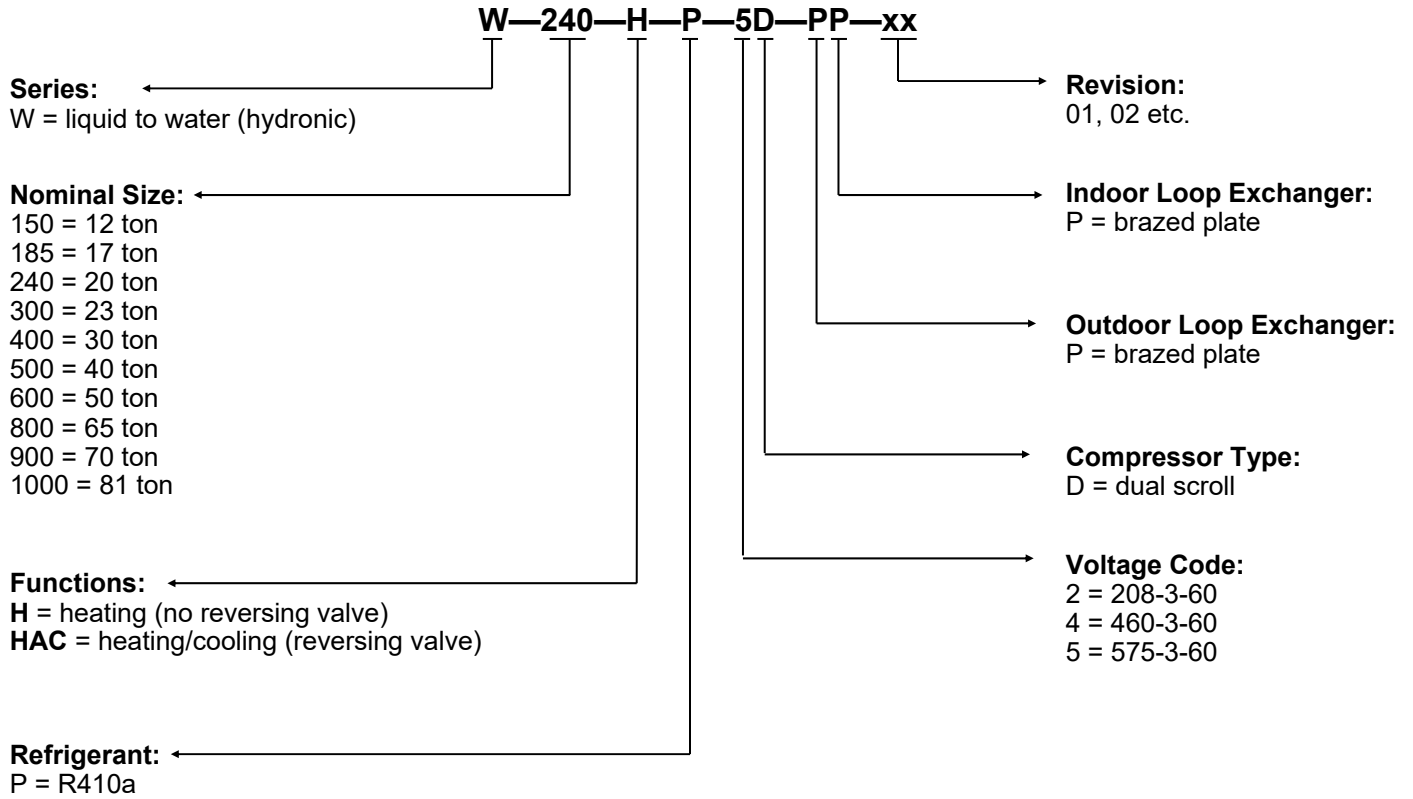 W—240—H—P—5D—PP—xx
Series:
W = liquid to water (hydronic)
Nominal Size:
150 = 12 ton
185 = 17 ton
240 = 20 ton
300 = 23 ton
400 = 30 ton
500 = 40 ton
600 = 50 ton
800 = 65 ton
900 = 70 ton
1000 = 81 ton
Functions:
H = heating (no reversing valve)
HAC = heating/cooling (reversing valve)
Refrigerant:
P = R410a
Revision:
01, 02 etc.
Indoor Loop Exchanger:
P = brazed plate
Outdoor Loop Exchanger:
P = brazed plate
Compressor Type:
D = dual scroll
Voltage Code:
2 = 208-3-60
4 = 460-3-60
5 = 575-3-60